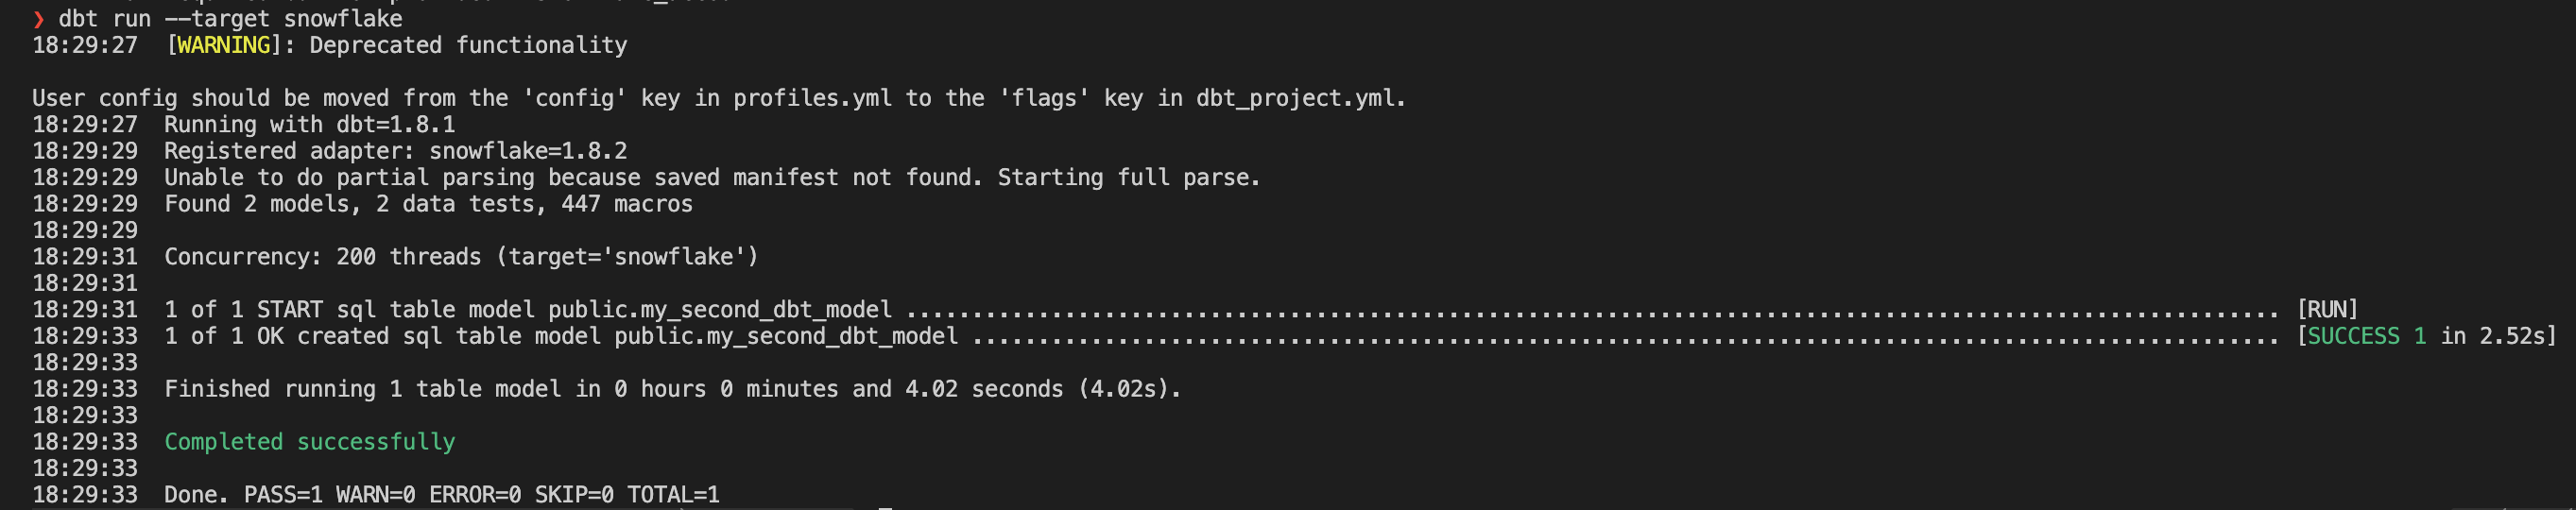 ❯ dbt run --target snowflake
18:29:27  [WARNING]: Deprecated functionality
User config should be moved from the 'config' key in profiles.yml to the 'flags' key in dbt_project.yml.
18:29:27  Running with dbt=1.8.1
18:29:29  Registered adapter: snowflake=1.8.2
18:29:29  Unable to do partial parsing because saved manifest not found. Starting full parse.
18:29:29  Found 2 models, 2 data tests, 447 macros
18:29:29
18:29:31  Concurrency: 200 threads (target='snowflake')
18:29:31
18:29:31  1 of 1 START sql table model public.my_second_dbt_model ........................................................................................................ [RUN]
18:29:33  1 of 1 OK created sql table model public.my_second_dbt_model ................................................................................................... [SUCCESS 1 in 2.52s]
18:29:33
18:29:33  Finished running 1 table model in 0 hours 0 minutes and 4.02 seconds (4.02s).
18:29:33
18:29:33  Completed successfully
18:29:33
18:29:33  Done. PASS=1 WARN=0 ERROR=0 SKIP=0 TOTAL=1